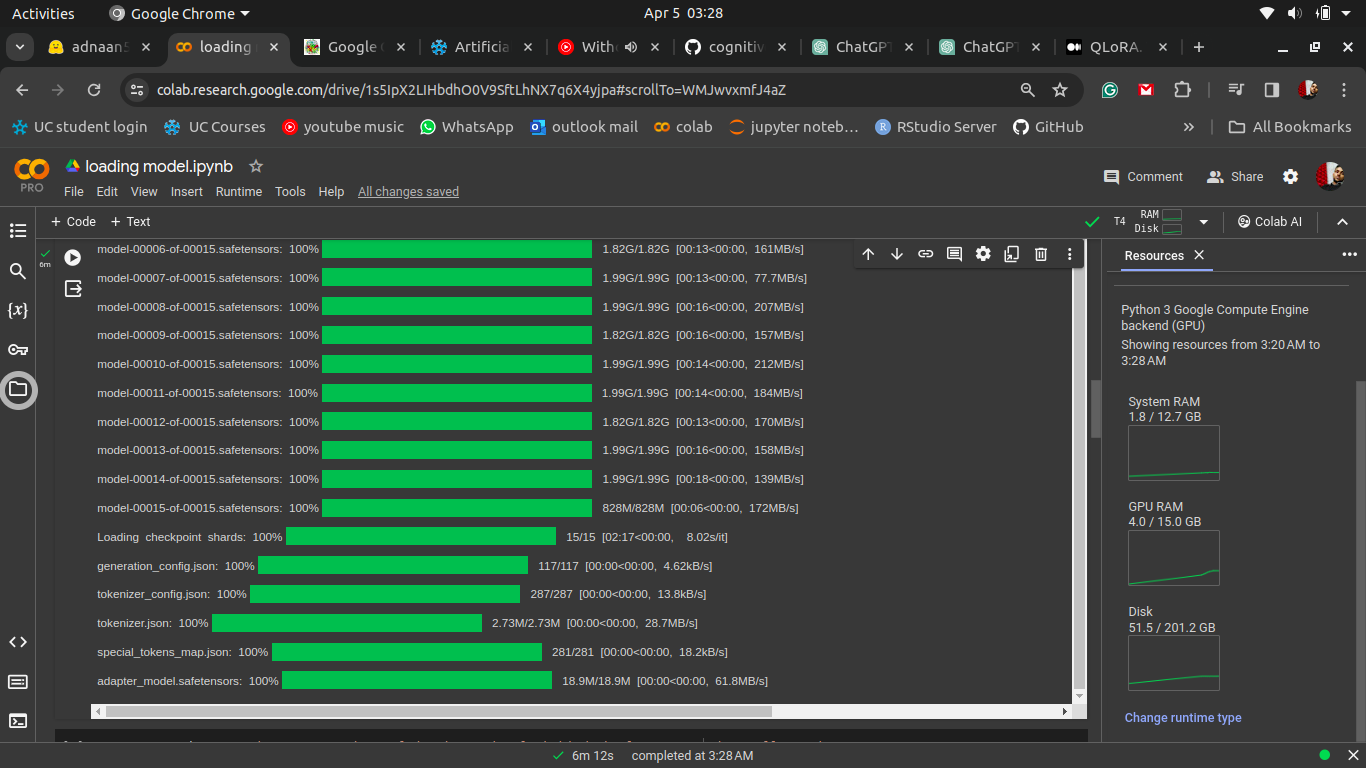 Activities Google Chrome Apr 5 03:28
adnaan5 loading Google Artificia With cognitiv ChatGPT ChatGPT QLoRA.
colab.research.google.com/drive/1s5IpX2LIHbdhO0V9SftLhNX7q6X4yjpa#scrollTo=WMJwvxmfJ4aZ
UC student login UC Courses youtube music WhatsApp outlook mail colab jupyter noteb... RStudio Server GitHub » All Bookmarks
loading model.ipynb
PRO
File Edit View Insert Runtime Tools Help All changes saved
Comment Share
+ Code + Text
T4 RAM Disk Colab AI
6m
model-00006-of-00015.safetensors: 100% 1.82G/1.82G [00:13<00:00, 161MB/s]
model-00007-of-00015.safetensors: 100% 1.99G/1.99G [00:13<00:00, 77.7MB/s]
model-00008-of-00015.safetensors: 100% 1.99G/1.99G [00:16<00:00, 207MB/s]
model-00009-of-00015.safetensors: 100% 1.82G/1.82G [00:16<00:00, 157MB/s]
model-00010-of-00015.safetensors: 100% 1.99G/1.99G [00:14<00:00, 212MB/s]
model-00011-of-00015.safetensors: 100% 1.99G/1.99G [00:14<00:00, 184MB/s]
model-00012-of-00015.safetensors: 100% 1.82G/1.82G [00:13<00:00, 170MB/s]
model-00013-of-00015.safetensors: 100% 1.99G/1.99G [00:16<00:00, 158MB/s]
model-00014-of-00015.safetensors: 100% 1.99G/1.99G [00:18<00:00, 139MB/s]
model-00015-of-00015.safetensors: 100% 828M/828M [00:06<00:00, 172MB/s]
Loading checkpoint shards: 100% 15/15 [02:17<00:00, 8.02s/it]
generation_config.json: 100% 117/117 [00:00<00:00, 4.62kB/s]
tokenizer_config.json: 100% 287/287 [00:00<00:00, 13.8kB/s]
tokenizer.json: 100% 2.73M/2.73M [00:00<00:00, 28.7MB/s]
special_tokens_map.json: 100% 281/281 [00:00<00:00, 18.2kB/s]
adapter_model.safetensors: 100% 18.9M/18.9M [00:00<00:00, 61.8MB/s]
Resources
Python 3 Google Compute Engine
backend (GPU)
Showing resources from 3:20 AM to
3:28 AM
System RAM
1.8 / 12.7 GB
GPU RAM
4.0 / 15.0 GB
Disk
51.5 / 201.2 GB
Change runtime type
6m 12s completed at 3:28 AM